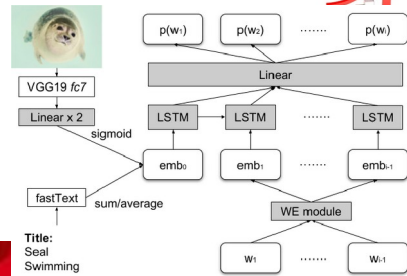 p(w1) p(w2) ........ p(wi)
VGG19 fc7
Linear
Linear x 2
LSTM LSTM ........ LSTM
sigmoid
emb0 emb1 ........ embi-1
fastText
sum/average
WE module
Title:
Seal
Swimming
w1 ........ wi-1